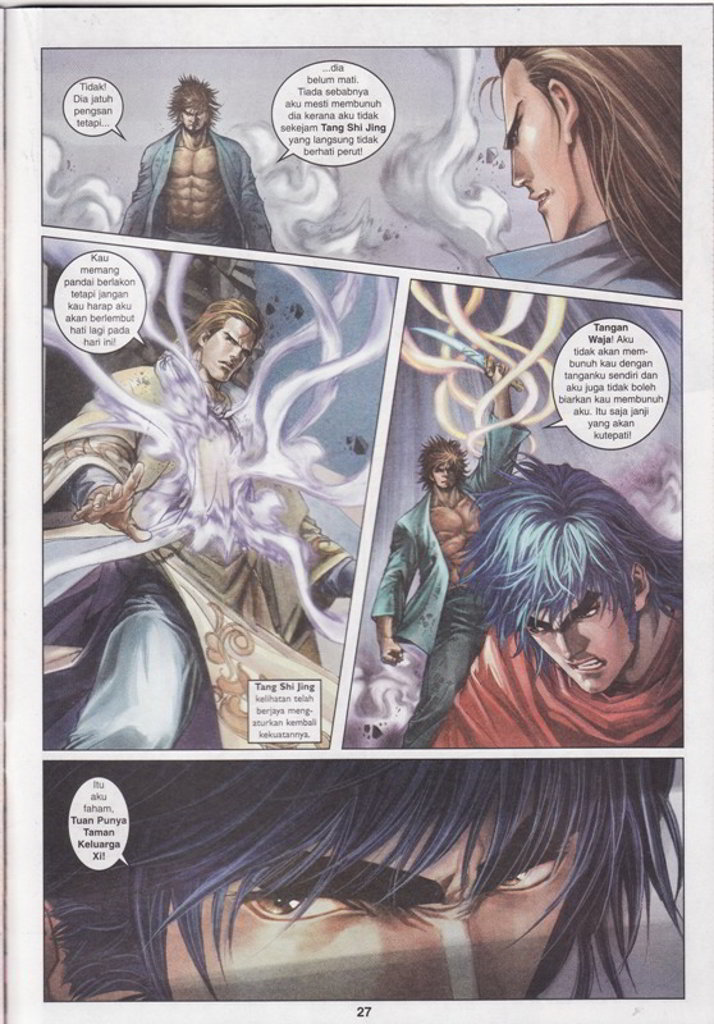 Tidak!
Dia jatuh
pengsan
tetapi...
...dia
belum mati.
Tiada sebabnya
aku mesti membunuh
dia kerana aku tidak
sekejam Tang Shi Jing
yang langsung tidak
berhati perut!
Kau
memang
pandai berlakon
tetapi jangan
kau harap aku
akan berlembut
hati lagi pada
hari ini!
Tang Shi Jing
kelihatan telah
berjaya meng-
aturkan kembali
kekuatannya.
Tangan
Waja! Aku
tidak akan mem-
bunuh kau dengan
tanganku sendiri dan
aku juga tidak boleh
biarkan kau membunuh
aku. Itu saja janji
yang akan
kutepati!
Itu
aku
faham,
Tuan Punya
Taman
Keluarga
Xi!
27